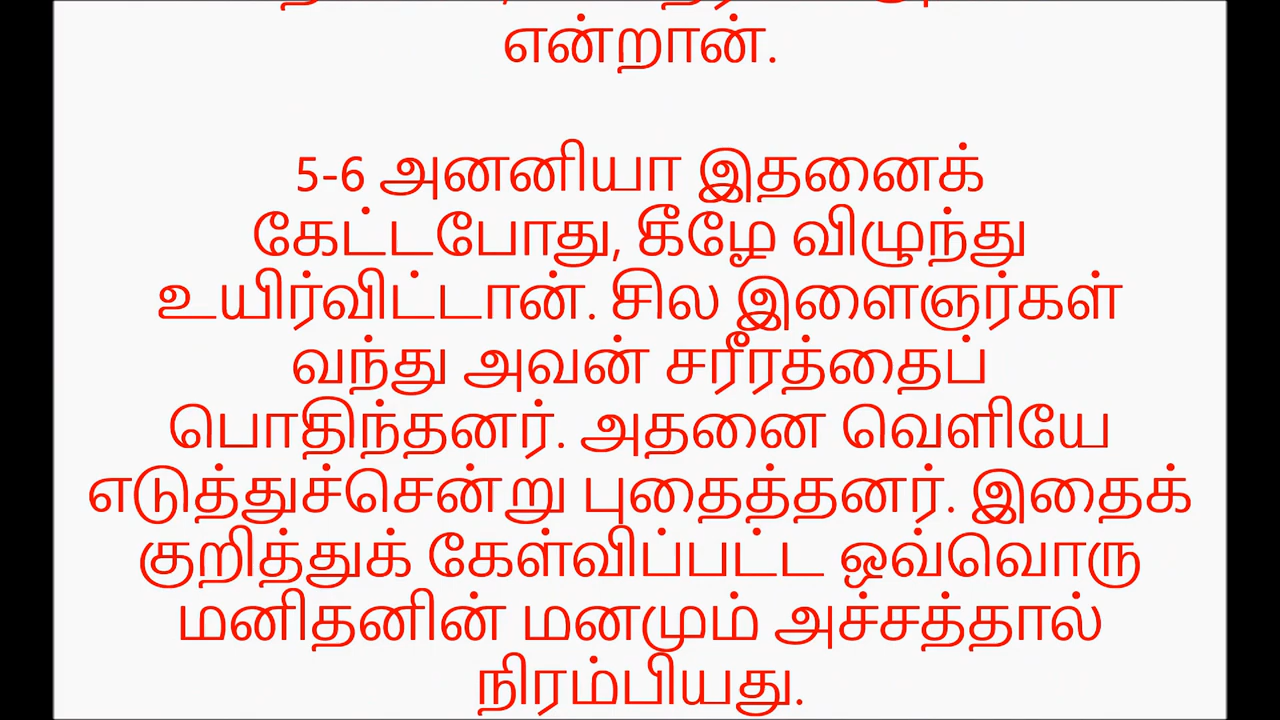 என்றான்.
5-6 அனனியா இதனைக்
கேட்டபோது, கீழே விழுந்து
உயிர்விட்டான். சில இளைஞர்கள்
வந்து அவன் சரீரத்தைப்
பொதிந்தனர். அதனை வெளியே
எடுத்துச்சென்று புதைத்தனர். இதைக்
குறித்துக் கேள்விப்பட்ட ஒவ்வொரு
மனிதனின் மனமும் அச்சத்தால்
நிரம்பியது.